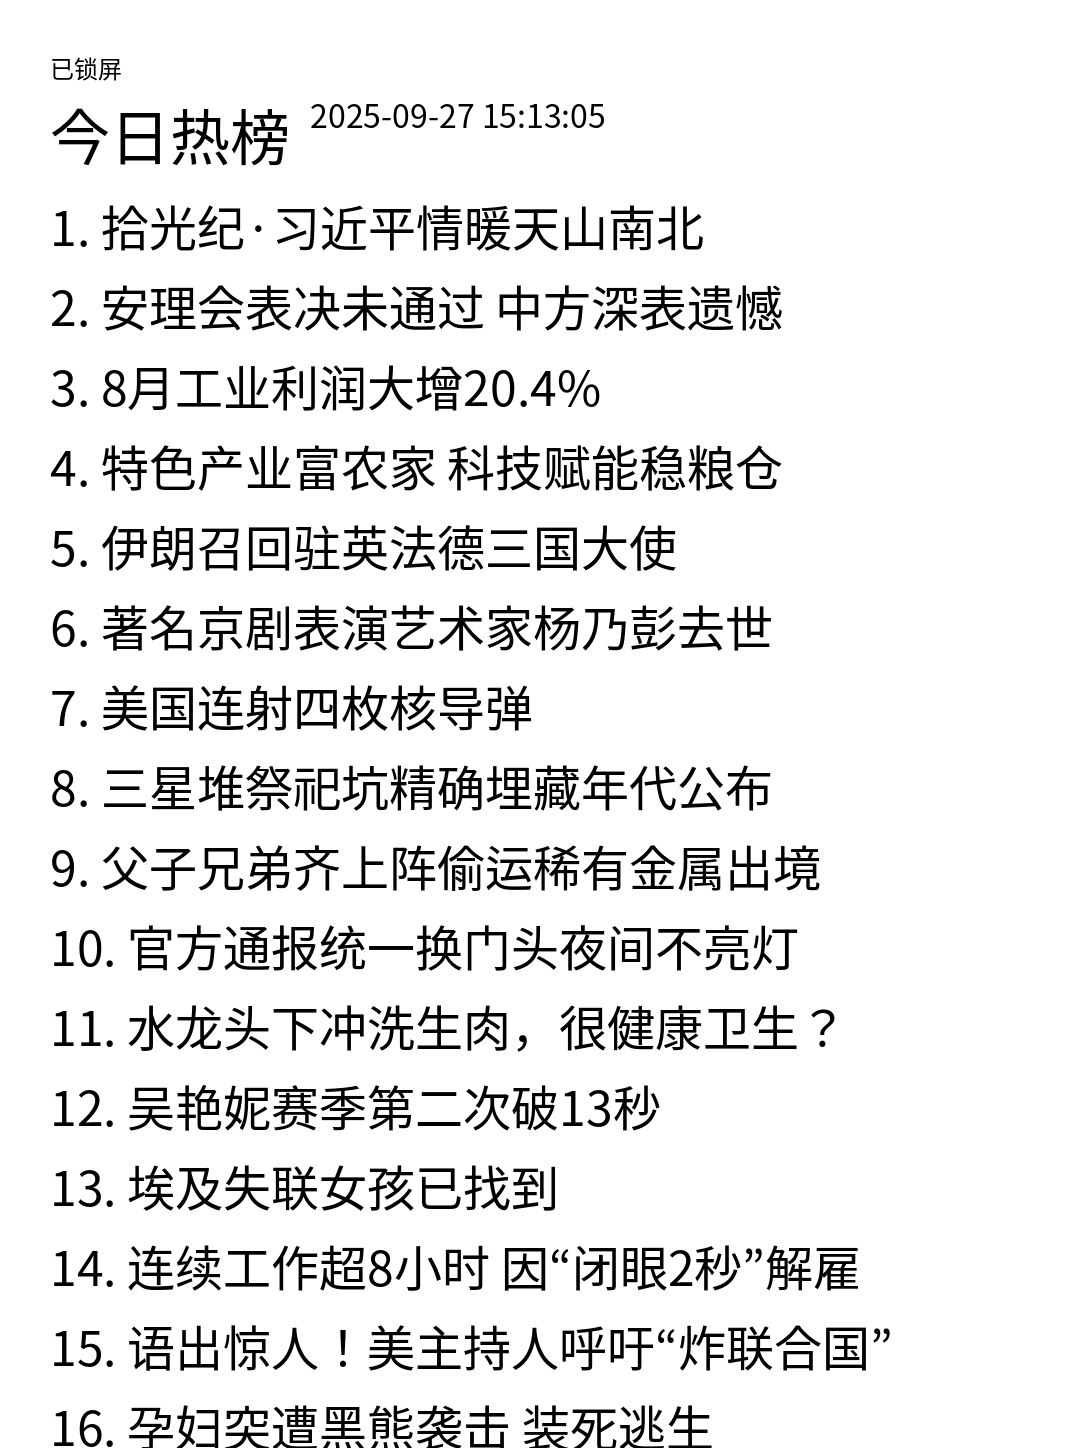 已锁屏
今日热榜 2025-09-27 15:13:05
1. 拾光纪·习近平情暖天山南北
2. 安理会表决未通过 中方深表遗憾
3. 8月工业利润大增20.4%
4. 特色产业富农家 科技赋能稳粮仓
5. 伊朗召回驻英法德三国大使
6. 著名京剧表演艺术家杨乃彭去世
7. 美国连射四枚核导弹
8. 三星堆祭祀坑精确埋藏年代公布
9. 父子兄弟齐上阵偷运稀有金属出境
10. 官方通报统一换门头夜间不亮灯
11. 水龙头下冲洗生肉，很健康卫生？
12. 吴艳妮赛季第二次破13秒
13. 埃及失联女孩已找到
14. 连续工作超8小时 因“闭眼2秒”解雇
15. 语出惊人！美主持人呼吁“炸联合国”
16. 孕妇突遭黑熊袭击 装死逃生